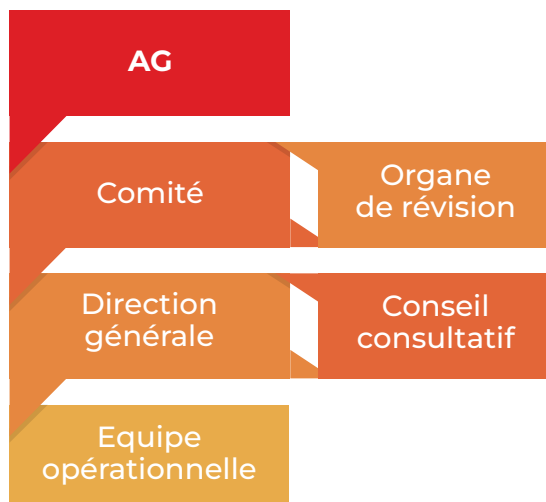 AG
Comité
Organe
de révision
Direction
générale
Conseil
consultatif
Equipe
opérationnelle